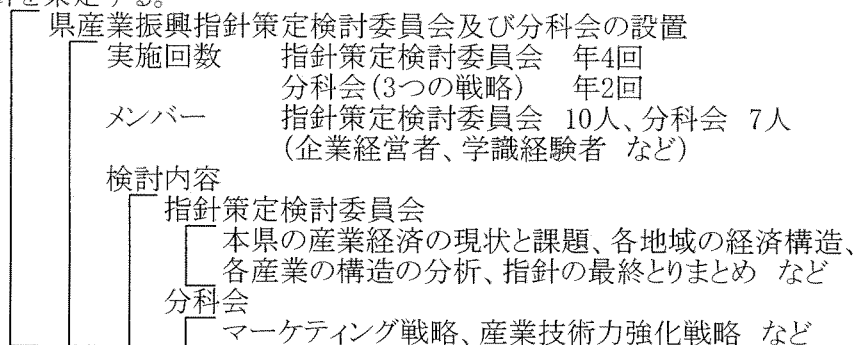 県産業振興指針策定検討委員会及び分科会の設置
実施回数 指針策定検討委員会 年4回
分科会(3つの戦略) 年2回
メンバー 指針策定検討委員会 10人、分科会 7人
(企業経営者、学識経験者 など)
検討内容
指針策定検討委員会
本県の産業経済の現状と課題、各地域の経済構造、
各産業の構造の分析、指針の最終とりまとめ など
分科会
マーケティング戦略、産業技術力強化戦略 など